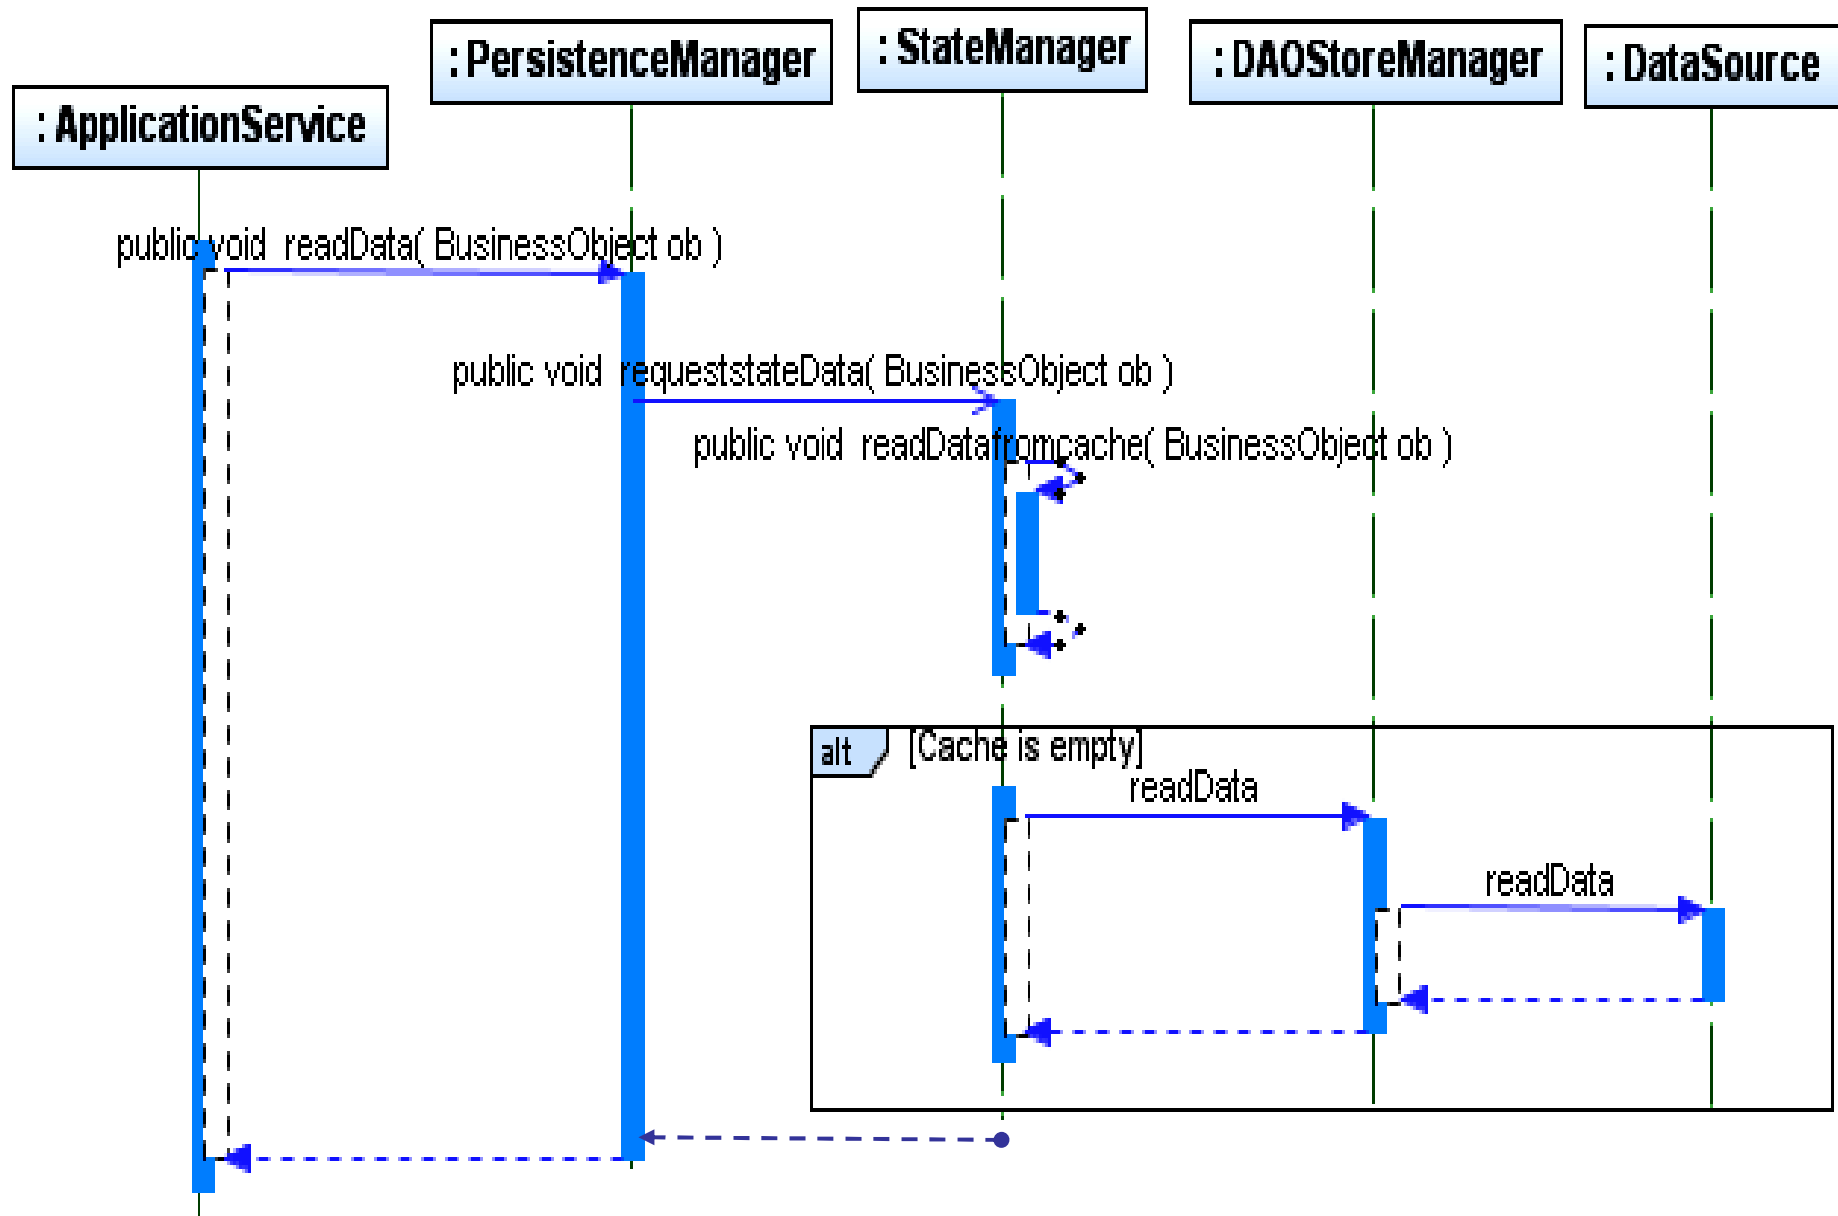 : ApplicationService
: PersistenceManager
: StateManager
: DAOStoreManager
: DataSource
public void readData( BusinessObject ob )
public void requeststateData( BusinessObject ob )
public void readDatafromcache( BusinessObject ob )
alt [Cache is empty]
readData
readData